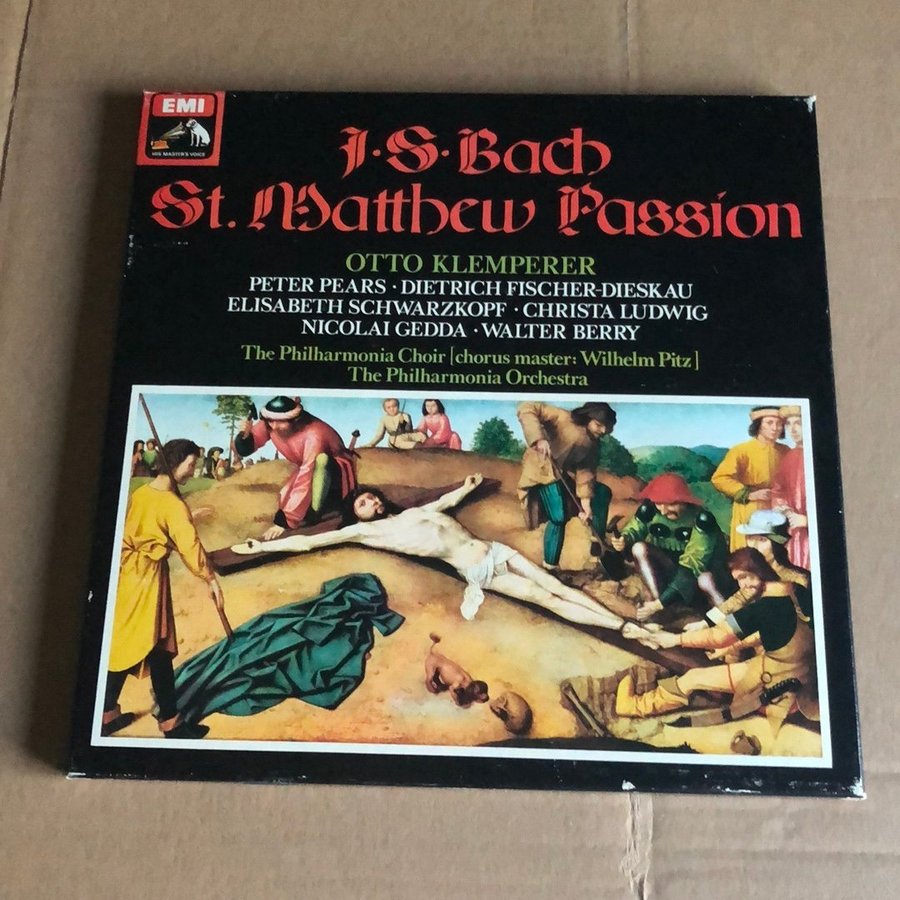 EMI
HIS MASTER'S VOICE
J·S·Bach
St. Matthew Passion
OTTO KLEMPERER
PETER PEARS · DIETRICH FISCHER-DIESKAU
ELISABETH SCHWARZKOPF · CHRISTA LUDWIG
NICOLAI GEDDA · WALTER BERRY
The Philharmonia Choir [chorus master: Wilhelm Pitz]
The Philharmonia Orchestra